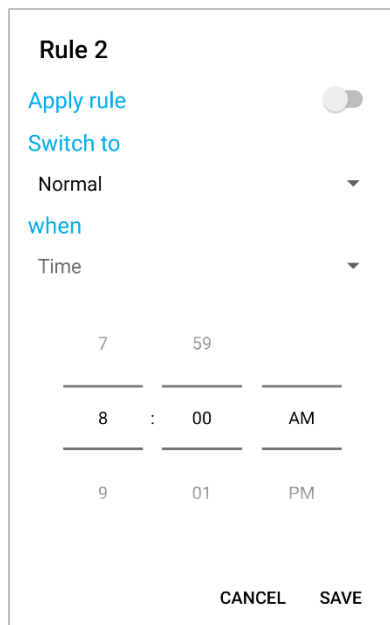 Rule 2
Apply rule
Switch to
Normal
when
Time
7 59
8 : 00 AM
9 01 PM
CANCEL SAVE